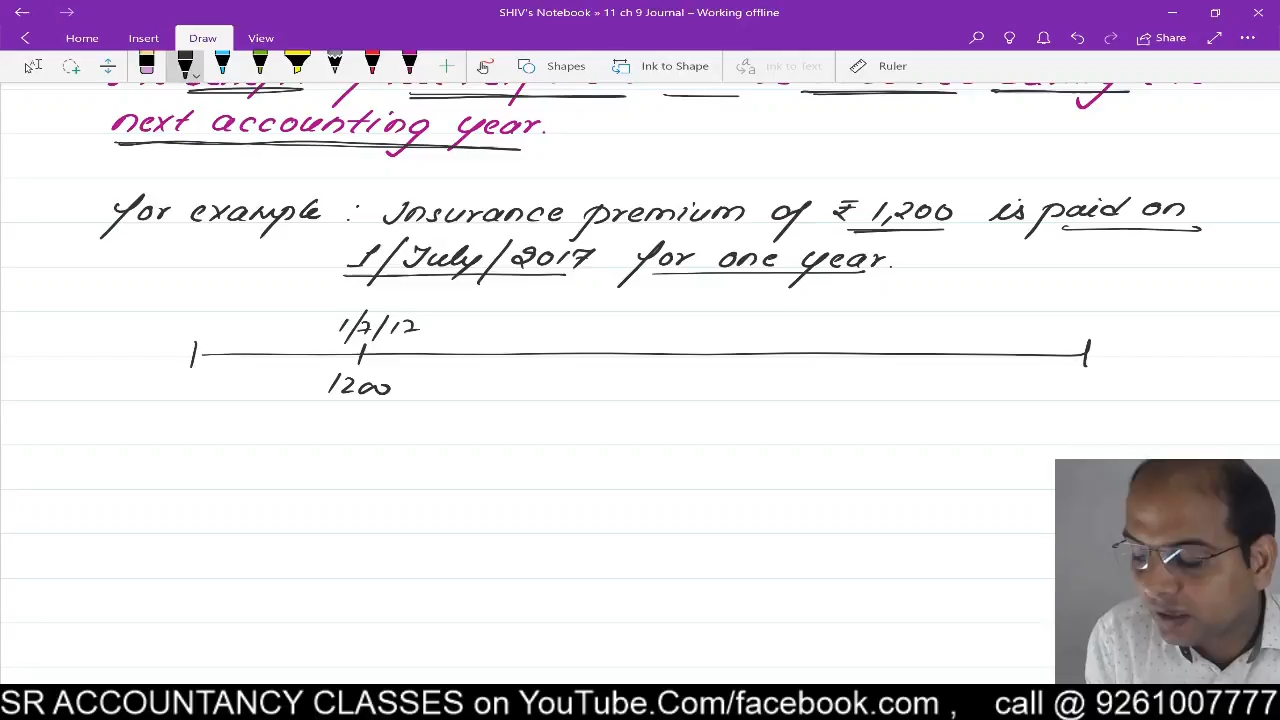 SHIV's Notebook » 11 ch 9 Journal – Working offline
Home Insert Draw View Share
Shapes Ink to Shape Ink to Text Ruler
next accounting year.
for example : Insurance premium of ₹ 1,200 is paid on
1/July/2017 for one year.
1/7/12
1200
SR ACCOUNTANCY CLASSES on YouTube.Com/facebook.com , call @ 9261007777